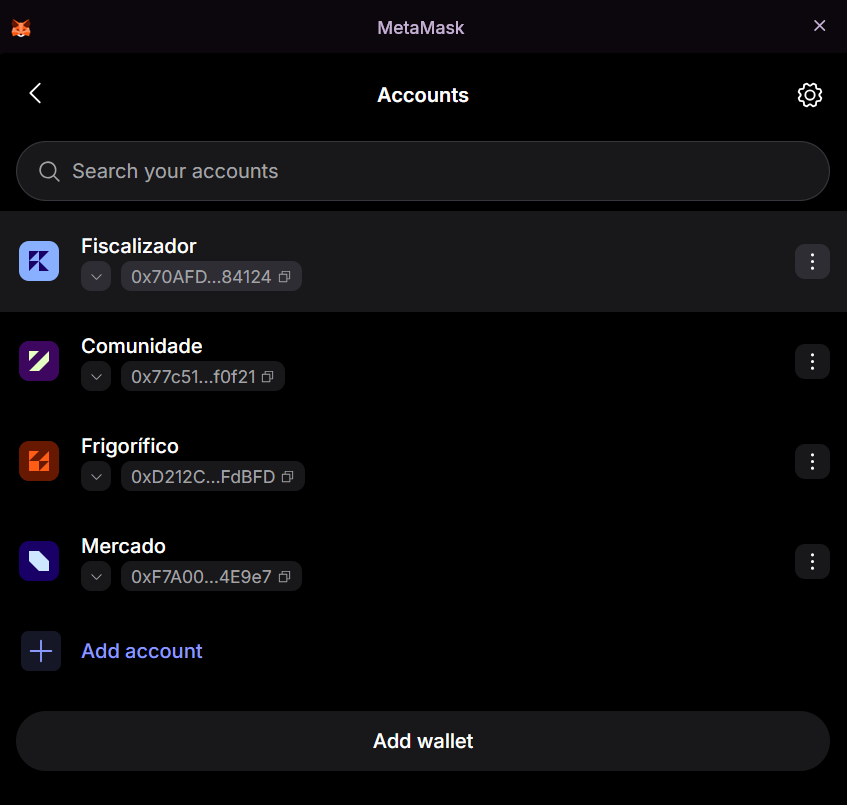 MetaMask
Accounts
Search your accounts
Fiscalizador
0x70AFD...84124
Comunidade
0x77c51...f0f21
Frigorífico
0xD212C...FdBFD
Mercado
0xF7A00...4E9e7
Add account
Add wallet